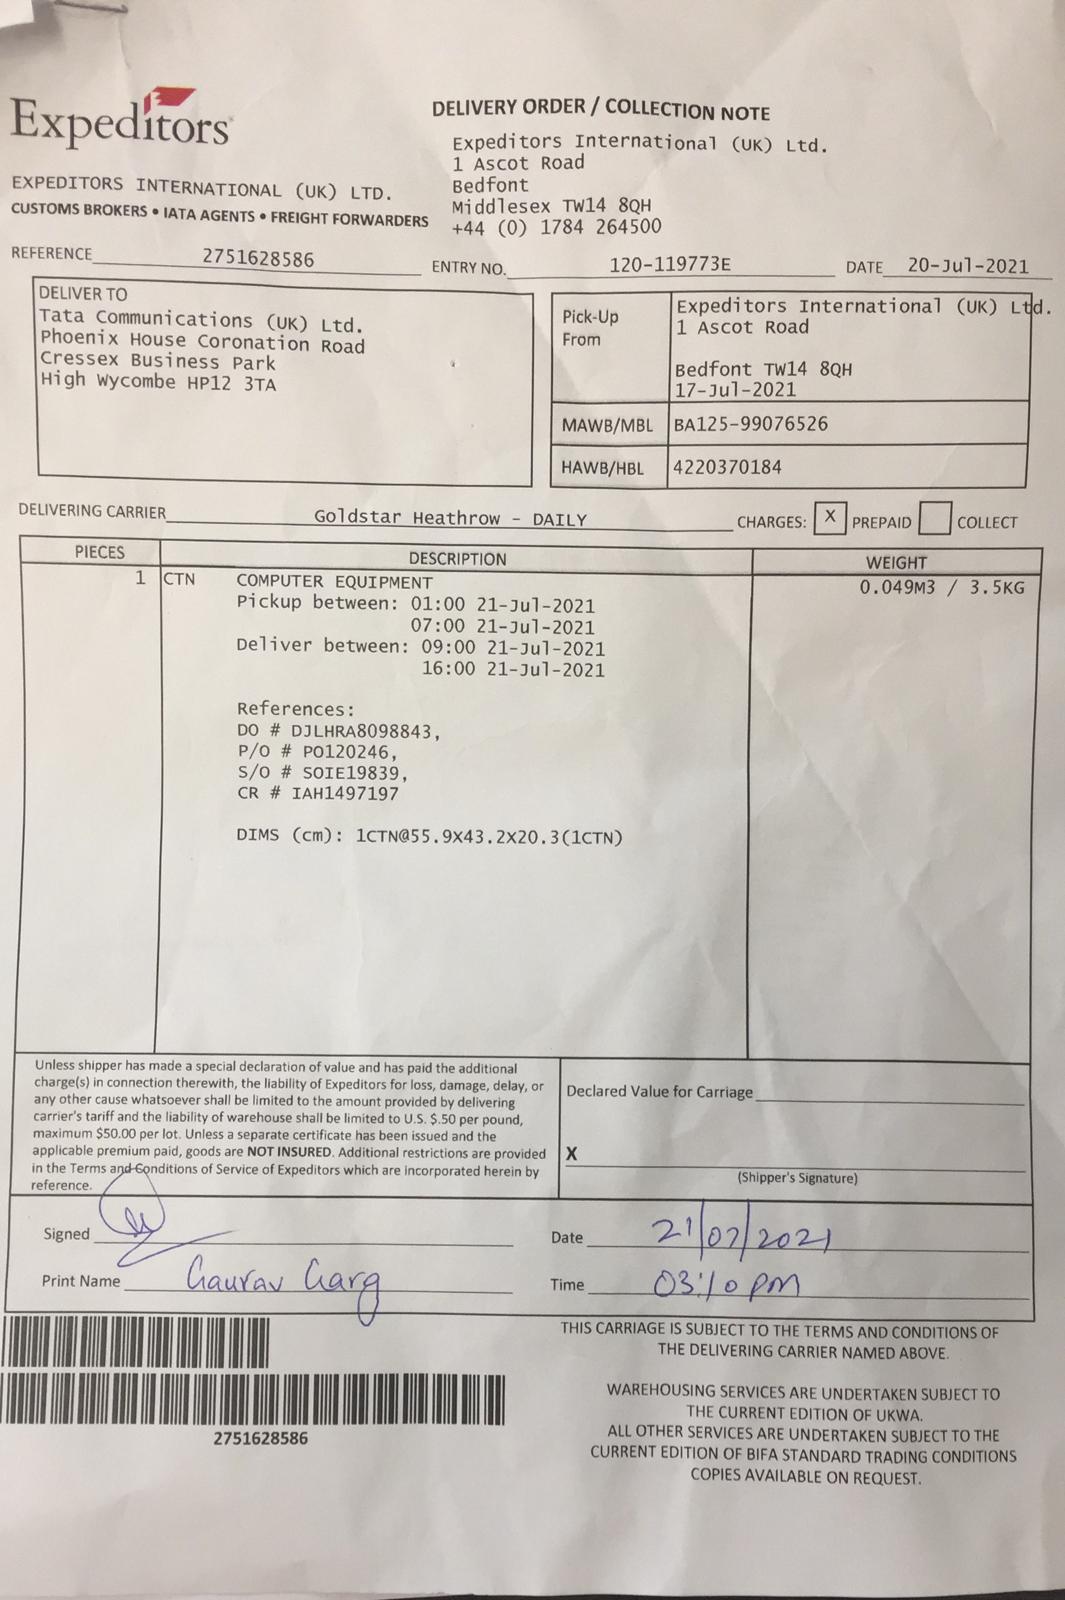 Expeditors
DELIVERY ORDER / COLLECTION NOTE
Expeditors International (UK) Ltd.
1 Ascot Road
Bedfont
Middlesex TW14 8QH
+44 (0) 1784 264500
EXPEDITORS INTERNATIONAL (UK) LTD.
CUSTOMS BROKERS • IATA AGENTS • FREIGHT FORWARDERS
REFERENCE 2751628586 ENTRY NO. 120-119773E DATE 20-Jul-2021
DELIVER TO
Tata Communications (UK) Ltd.
Phoenix House Coronation Road
Cressex Business Park
High Wycombe HP12 3TA
Pick-Up From
Expeditors International (UK) Ltd.
1 Ascot Road
Bedfont TW14 8QH
17-Jul-2021
MAWB/MBL BA125-99076526
HAWB/HBL 4220370184
DELIVERING CARRIER Goldstar Heathrow - DAILY CHARGES: X PREPAID COLLECT
PIECES DESCRIPTION WEIGHT
1 CTN COMPUTER EQUIPMENT 0.049M3 / 3.5KG
Pickup between: 01:00 21-Jul-2021
07:00 21-Jul-2021
Deliver between: 09:00 21-Jul-2021
16:00 21-Jul-2021
References:
DO # DJLHRA8098843,
P/O # PO120246,
S/O # SOIE19839,
CR # IAH1497197
DIMS (cm): 1CTN@55.9X43.2X20.3(1CTN)
Unless shipper has made a special declaration of value and has paid the additional
charge(s) in connection therewith, the liability of Expeditors for loss, damage, delay, or
any other cause whatsoever shall be limited to the amount provided by delivering
carrier's tariff and the liability of warehouse shall be limited to U.S. $.50 per pound,
maximum $50.00 per lot. Unless a separate certificate has been issued and the
applicable premium paid, goods are NOT INSURED. Additional restrictions are provided
in the Terms and Conditions of Service of Expeditors which are incorporated herein by
reference.
Declared Value for Carriage
X
(Shipper's Signature)
Signed
Date 21/07/2021
Print Name Gaurav Garg
Time 03:10 PM
THIS CARRIAGE IS SUBJECT TO THE TERMS AND CONDITIONS OF
THE DELIVERING CARRIER NAMED ABOVE.
WAREHOUSING SERVICES ARE UNDERTAKEN SUBJECT TO
THE CURRENT EDITION OF UKWA.
ALL OTHER SERVICES ARE UNDERTAKEN SUBJECT TO THE
CURRENT EDITION OF BIFA STANDARD TRADING CONDITIONS
COPIES AVAILABLE ON REQUEST.
2751628586